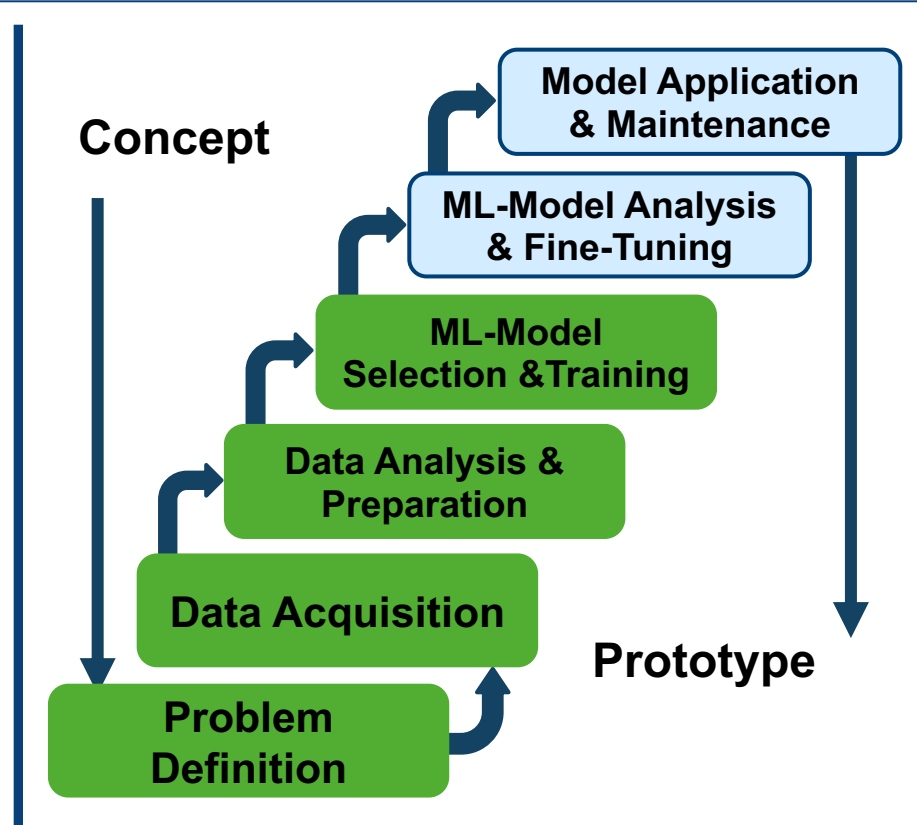 Model Application
& Maintenance
Concept
ML-Model Analysis
& Fine-Tuning
ML-Model
Selection &Training
Data Analysis &
Preparation
Data Acquisition
Prototype
Problem
Definition